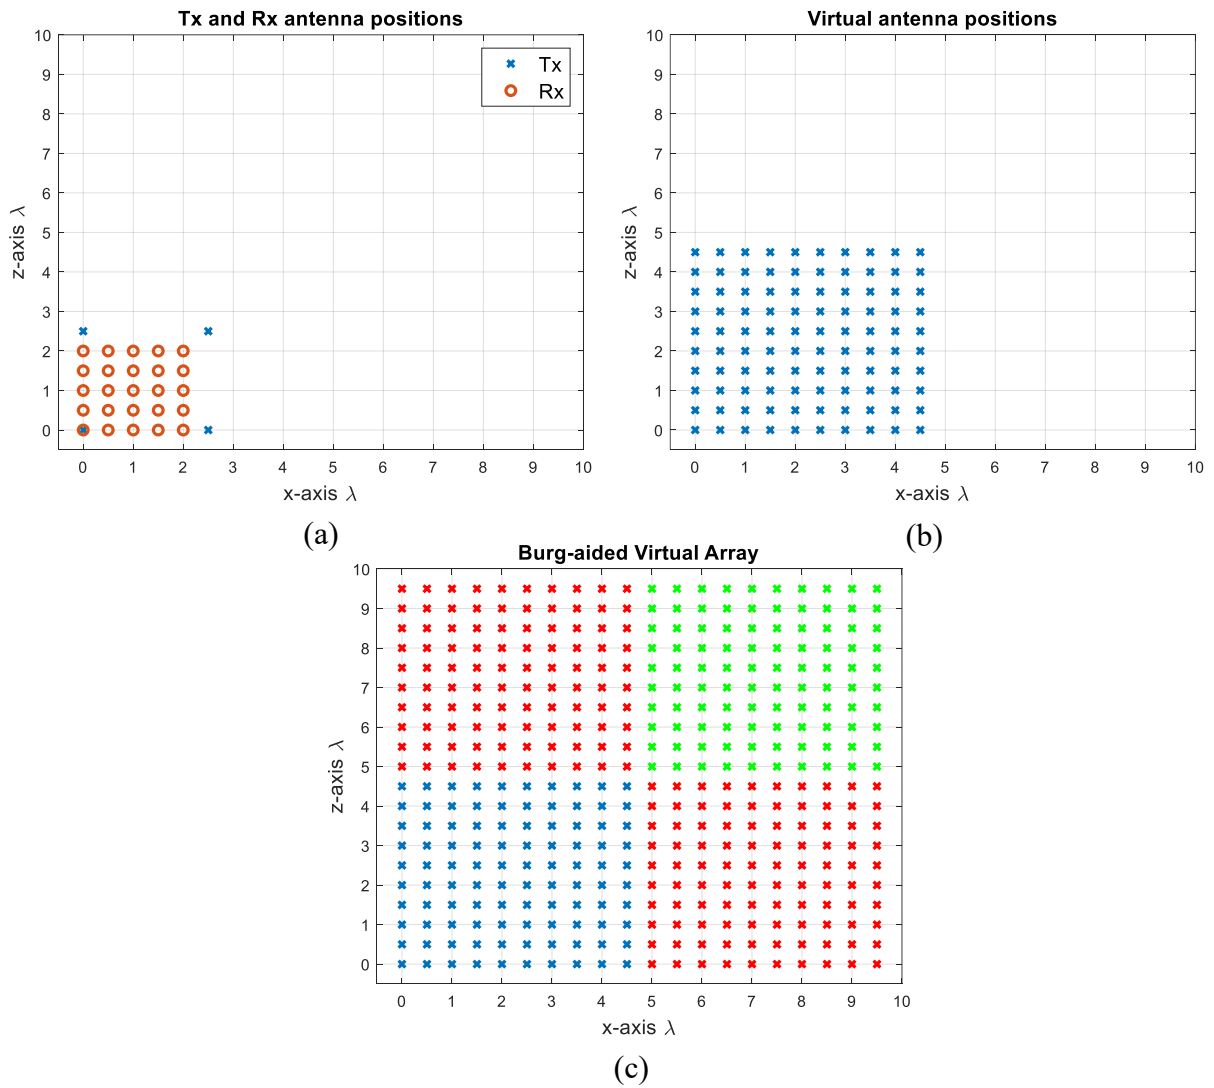 Tx and Rx antenna positions
10
9
8
7
6
5
4
3
2
1
0
z-axis λ
Tx
Rx
0 1 2 3 4 5 6 7 8 9 10
x-axis λ
(a)
Virtual antenna positions
10
9
8
7
6
5
4
3
2
1
0
z-axis λ
0 1 2 3 4 5 6 7 8 9 10
x-axis λ
(b)
Burg-aided Virtual Array
10
9
8
7
6
5
4
3
2
1
0
z-axis λ
0 1 2 3 4 5 6 7 8 9 10
x-axis λ
(c)